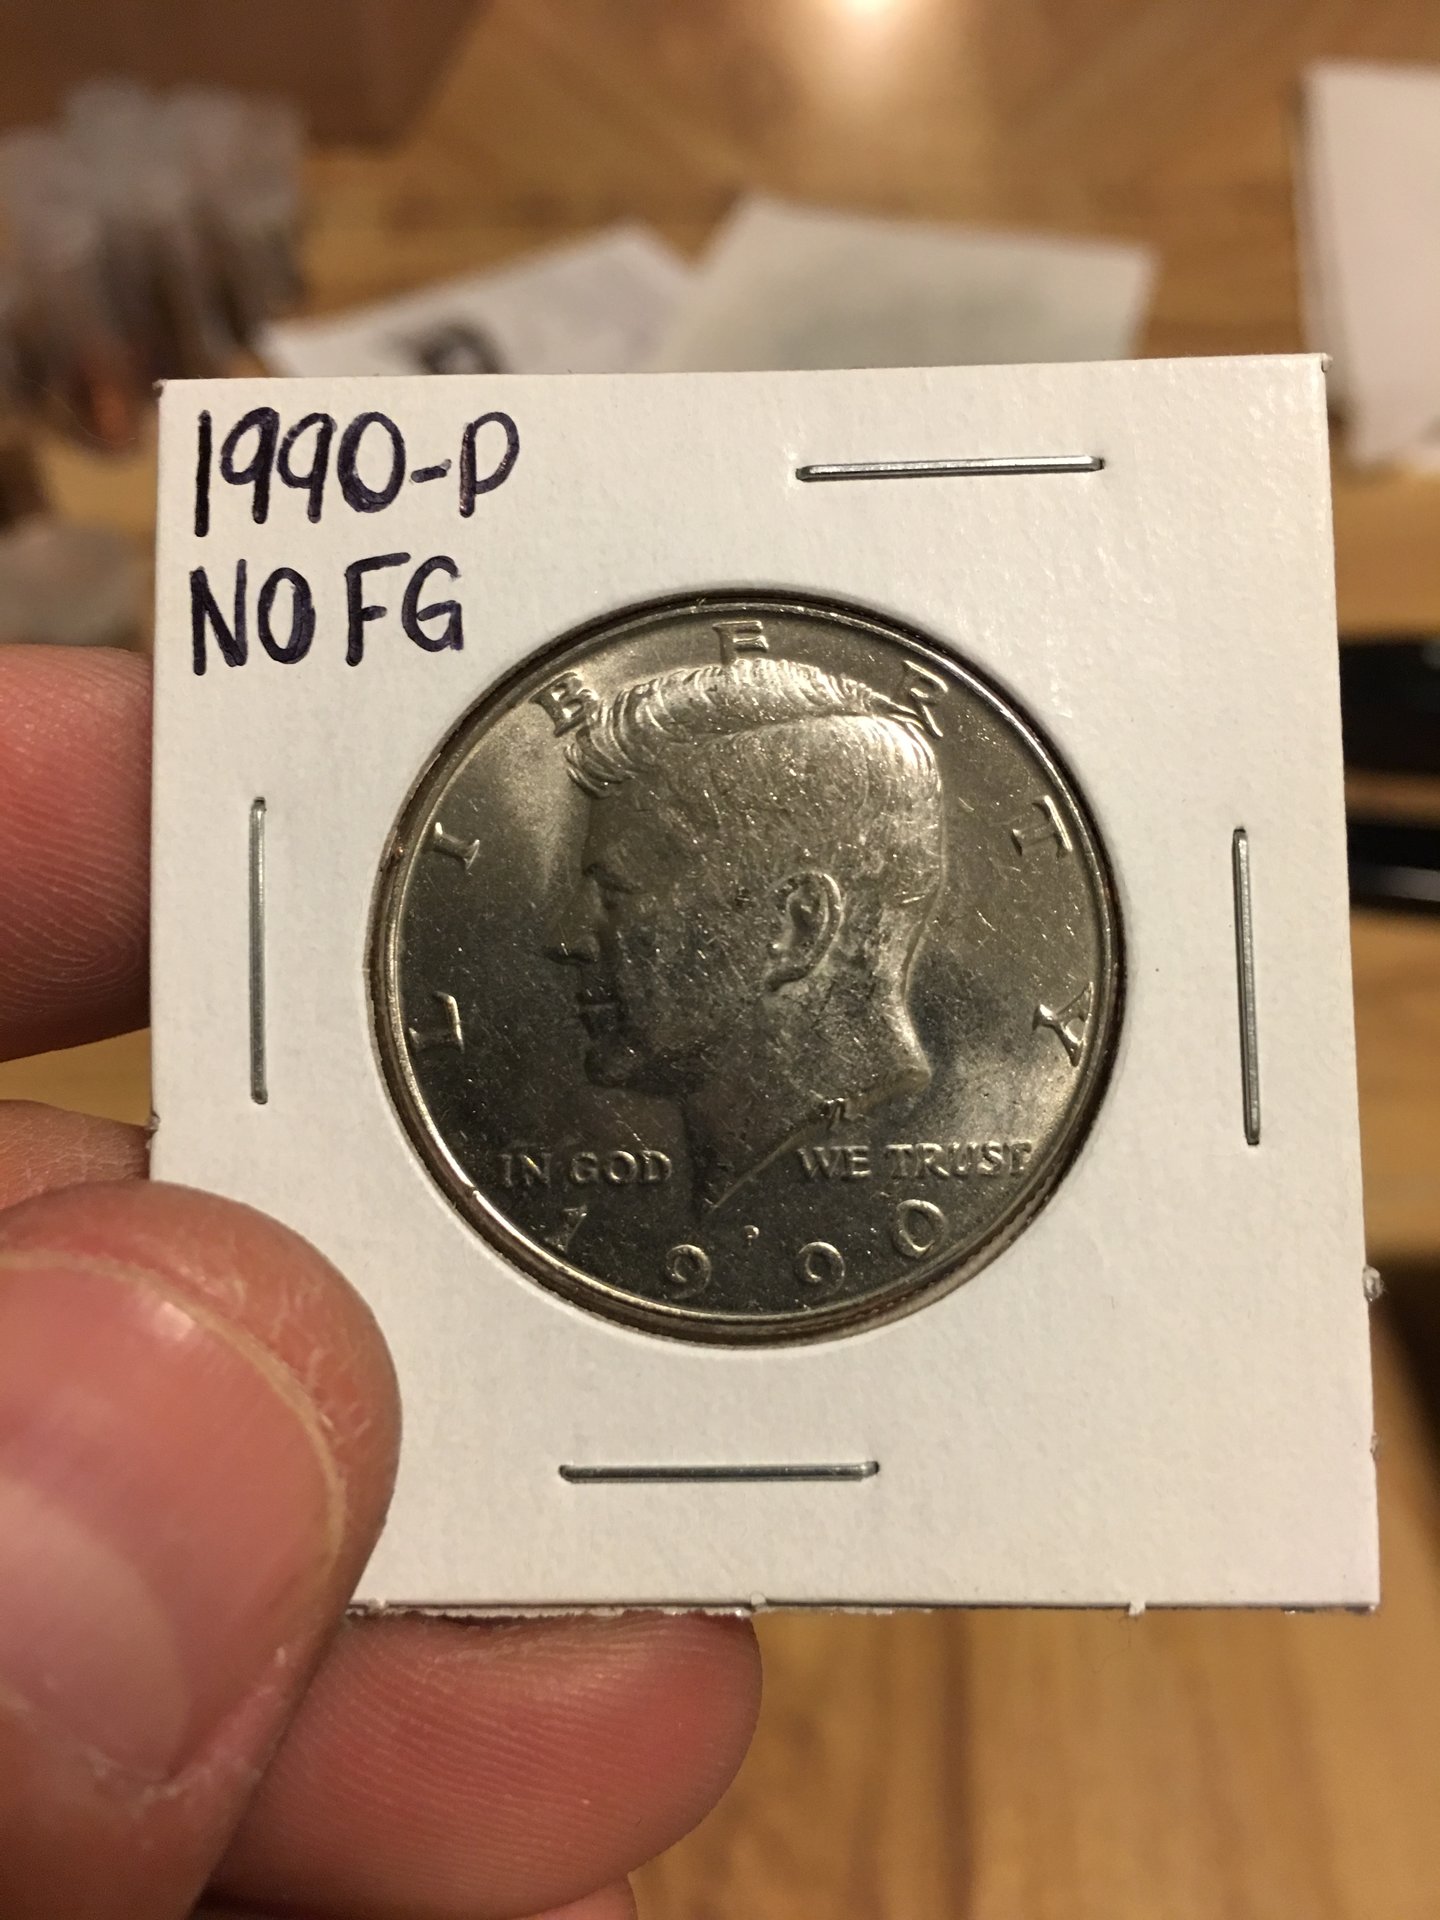 1990-P
NO FG
LIBERTY
IN GOD WE TRUST
P
1990